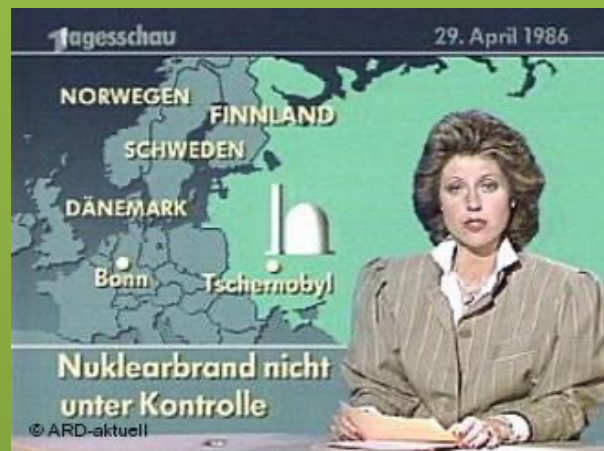 tagesschau
29. April 1986
NORWEGEN
FINNLAND
SCHWEDEN
DÄNEMARK
Bonn
Tschernobyl
Nuklearbrand nicht
unter Kontrolle
© ARD-aktuell